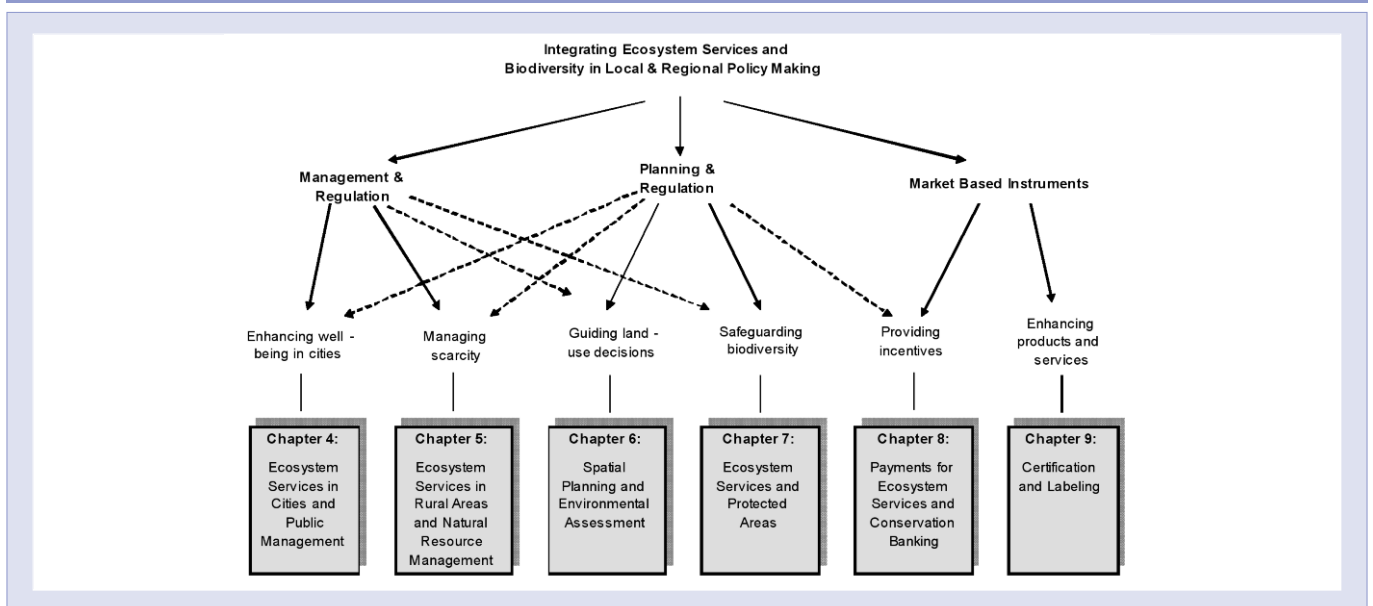 Integrating Ecosystem Services and
Biodiversity in Local & Regional Policy Making
Management &
Regulation
Planning &
Regulation
Market Based Instruments
Enhancing well -
being in cities
Managing
scarcity
Guiding land -
use decisions
Safeguarding
biodiversity
Providing
incentives
Enhancing
products and
services
Chapter 4:
Ecosystem
Services in
Cities and
Public
Management
Chapter 5:
Ecosystem
Services in
Rural Areas
and Natural
Resource
Management
Chapter 6:
Spatial
Planning and
Environmental
Assessment
Chapter 7:
Ecosystem
Services and
Protected
Areas
Chapter 8:
Payments for
Ecosystem
Services and
Conservation
Banking
Chapter 9:
Certification
and Labeling